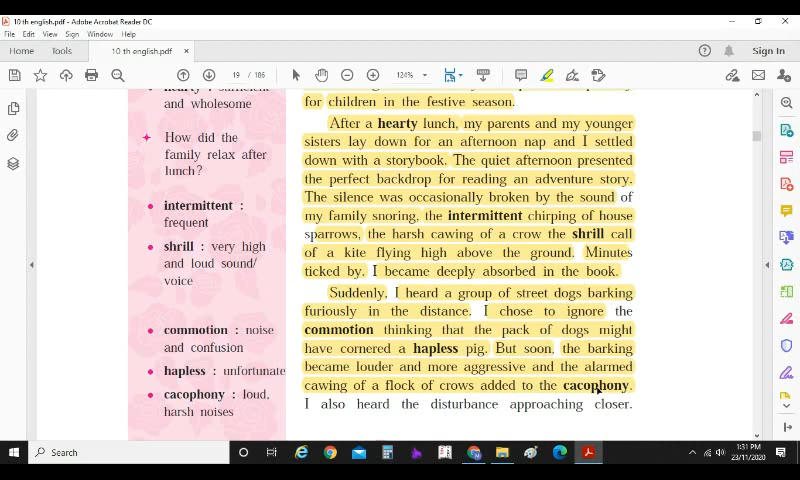 10 th english.pdf - Adobe Acrobat Reader DC
File Edit View Sign Window Help
Home Tools 10 th english.pdf × Sign In
19 / 186 124%
hearty : sufficient
and wholesome
How did the
family relax after
lunch?
intermittent :
frequent
shrill : very high
and loud sound/
voice
commotion : noise
and confusion
hapless : unfortunate
cacophony : loud,
harsh noises
for children in the festive season.
After a hearty lunch, my parents and my younger
sisters lay down for an afternoon nap and I settled
down with a storybook. The quiet afternoon presented
the perfect backdrop for reading an adventure story.
The silence was occasionally broken by the sound of
my family snoring, the intermittent chirping of house
sparrows, the harsh cawing of a crow the shrill call
of a kite flying high above the ground. Minutes
ticked by. I became deeply absorbed in the book.
Suddenly, I heard a group of street dogs barking
furiously in the distance. I chose to ignore the
commotion thinking that the pack of dogs might
have cornered a hapless pig. But soon, the barking
became louder and more aggressive and the alarmed
cawing of a flock of crows added to the cacophony.
I also heard the disturbance approaching closer.
Search
1:31 PM
23/11/2020